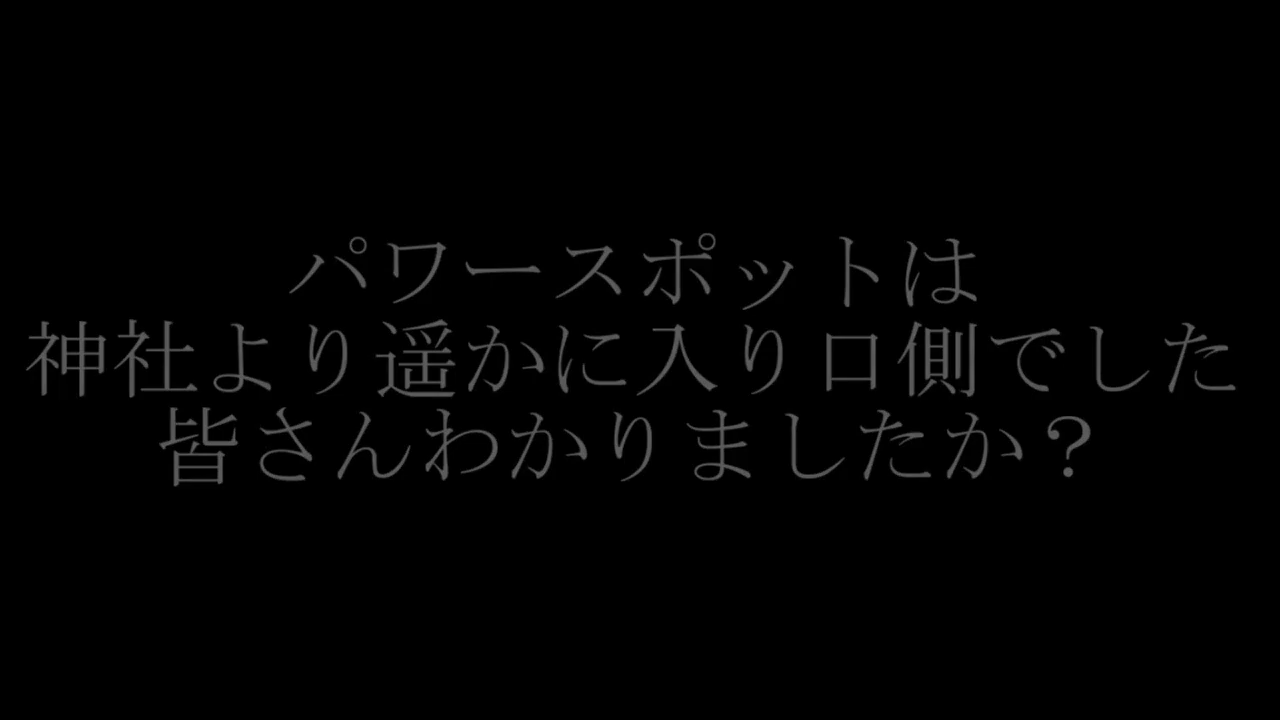 パワースポットは
神社より遥かに入り口側でした
皆さんわかりましたか？